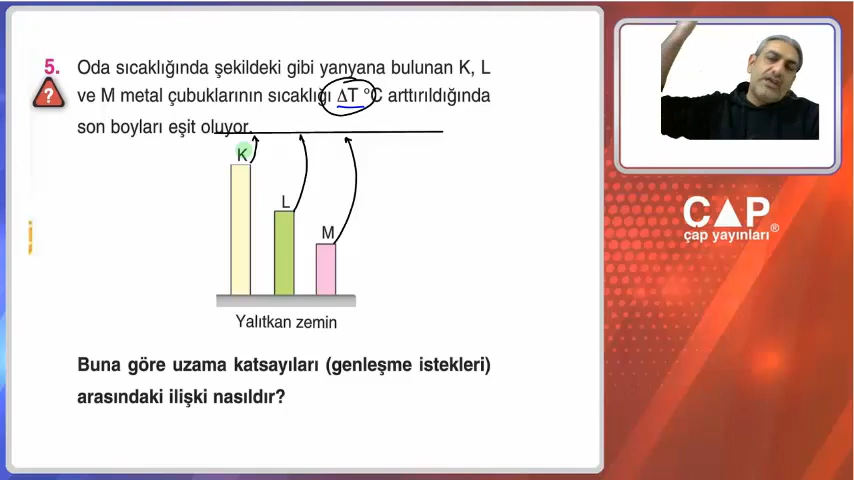 5. Oda sıcaklığında şekildeki gibi yanyana bulunan K, L
? ve M metal çubuklarının sıcaklığı ΔT °C arttırıldığında
son boyları eşit oluyor.
K
L
M
Yalıtkan zemin
Buna göre uzama katsayıları (genleşme istekleri)
arasındaki ilişki nasıldır?
ÇAP
çap yayınları®